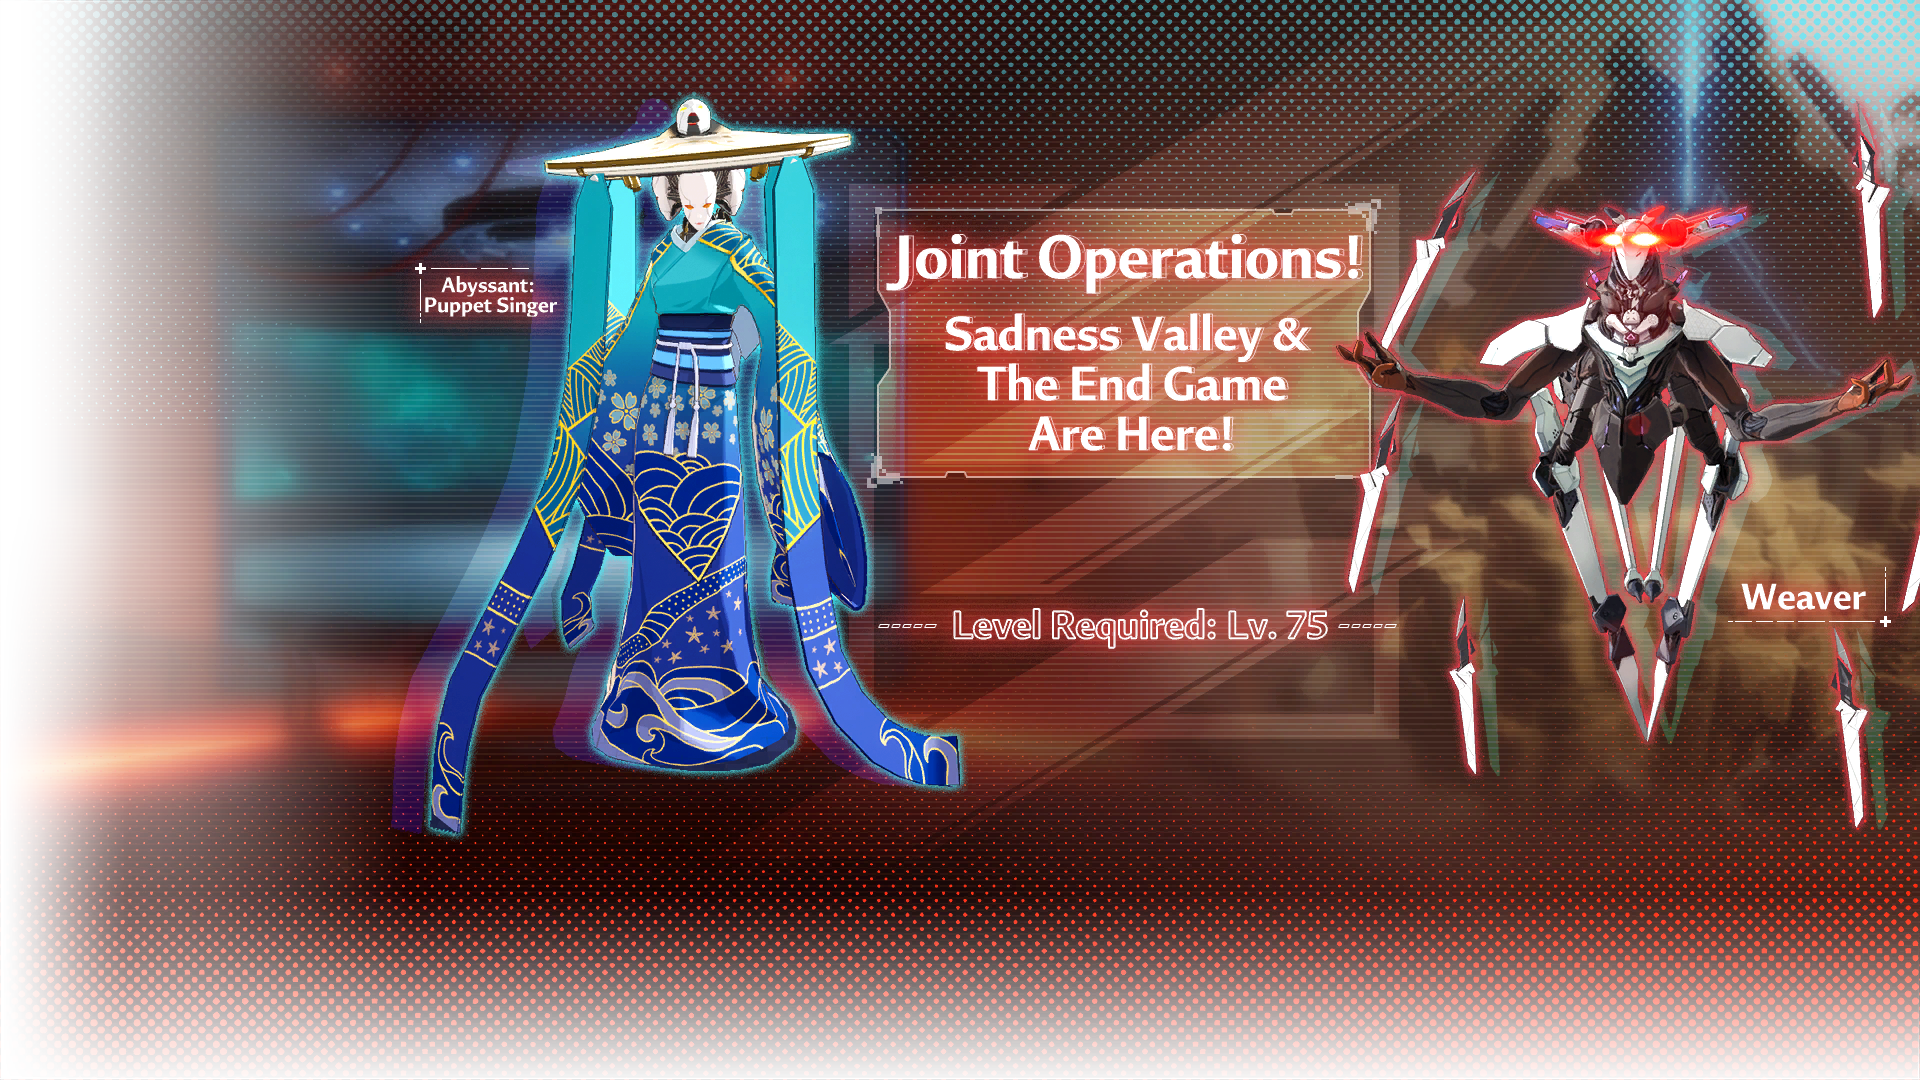 Abyssant:
Puppet Singer
Joint Operations!
Sadness Valley &
The End Game
Are Here!
Level Required: Lv. 75
Weaver